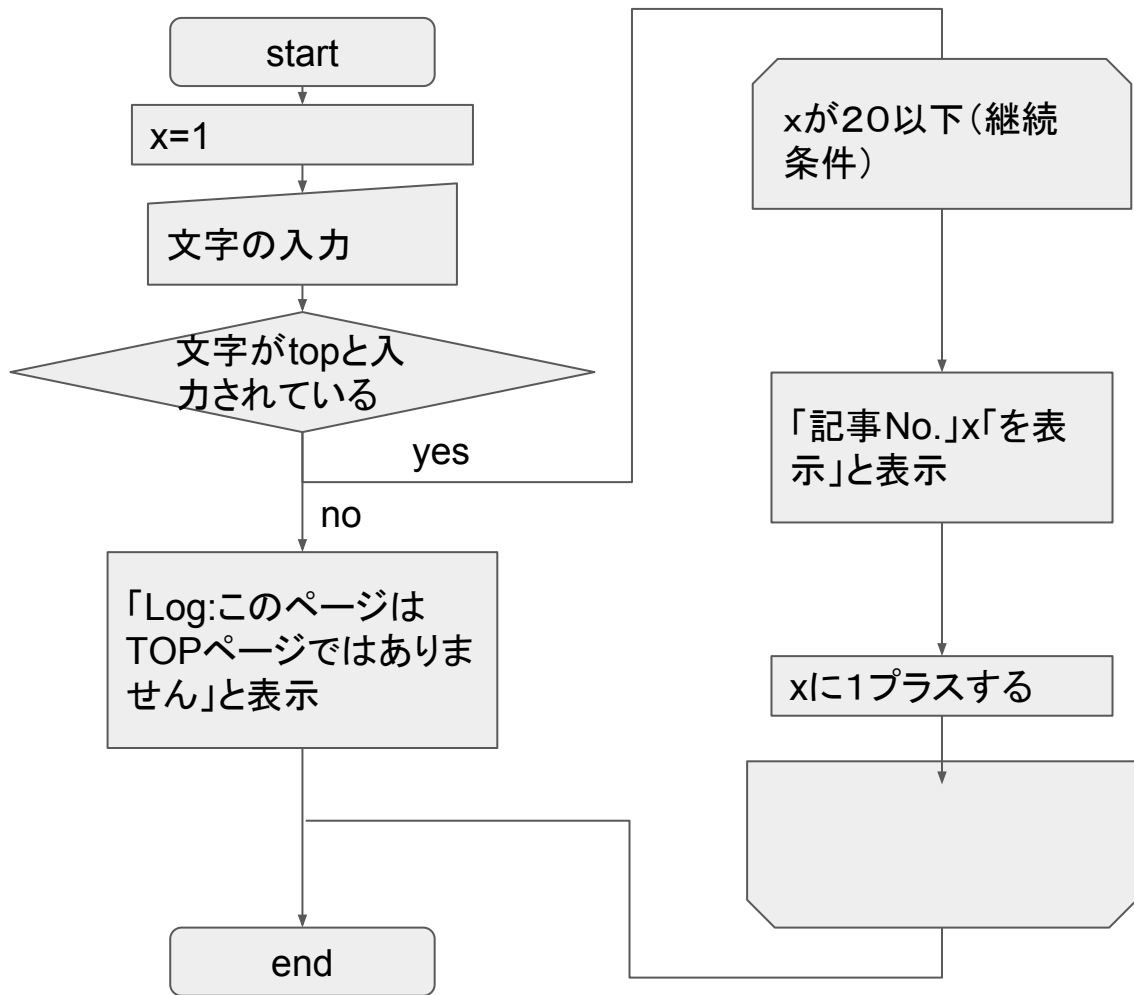 start
x=1
文字の入力
文字がtopと入
力されている
yes
no
「Log:このページは
TOPページではありま
せん」と表示
end
xが２０以下（継続
条件）
「記事No.」x「を表
示」と表示
xに１プラスする